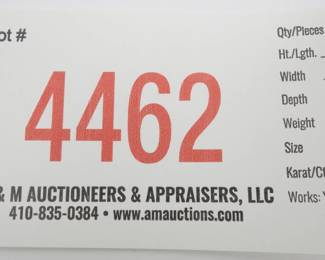 ot #
4462
& M AUCTIONEERS & APPRAISERS, LLC
410-835-0384 • www.amauctions.com
Qty/Pieces
Ht./Lgth. _
Width
Depth
Weight
Size
Karat/Ct
Works: